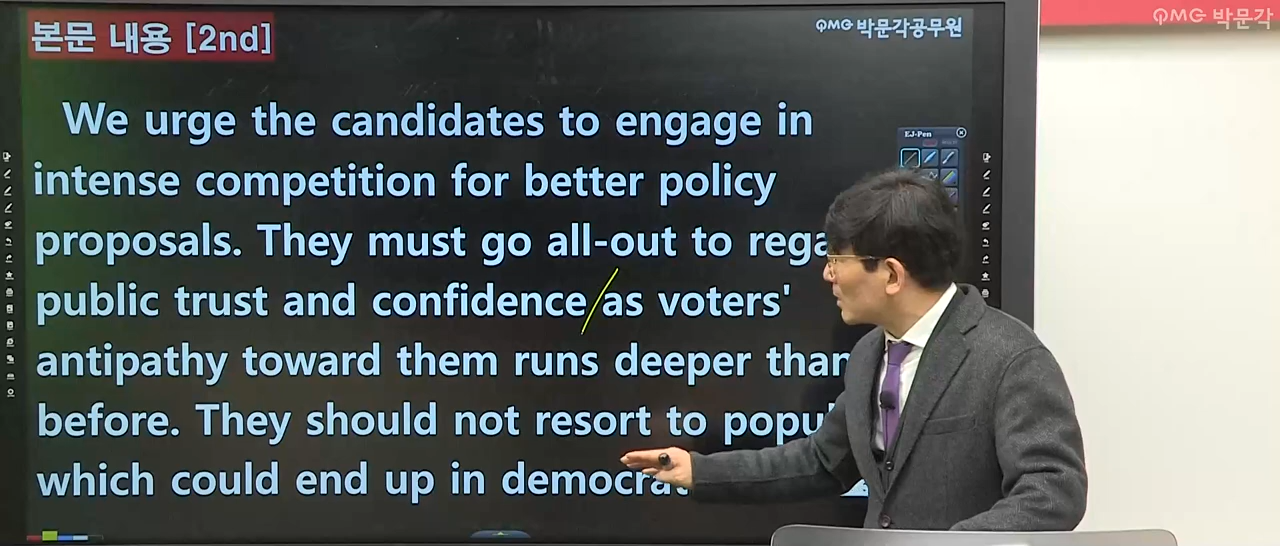 본문 내용 [2nd]
QMG 박문각공무원
QMG 박문각
EJ-Pen
We urge the candidates to engage in
intense competition for better policy
proposals. They must go all-out to
public trust and confidence as voters'
antipathy toward them runs deeper than
before. They should not resort to
which could end up in